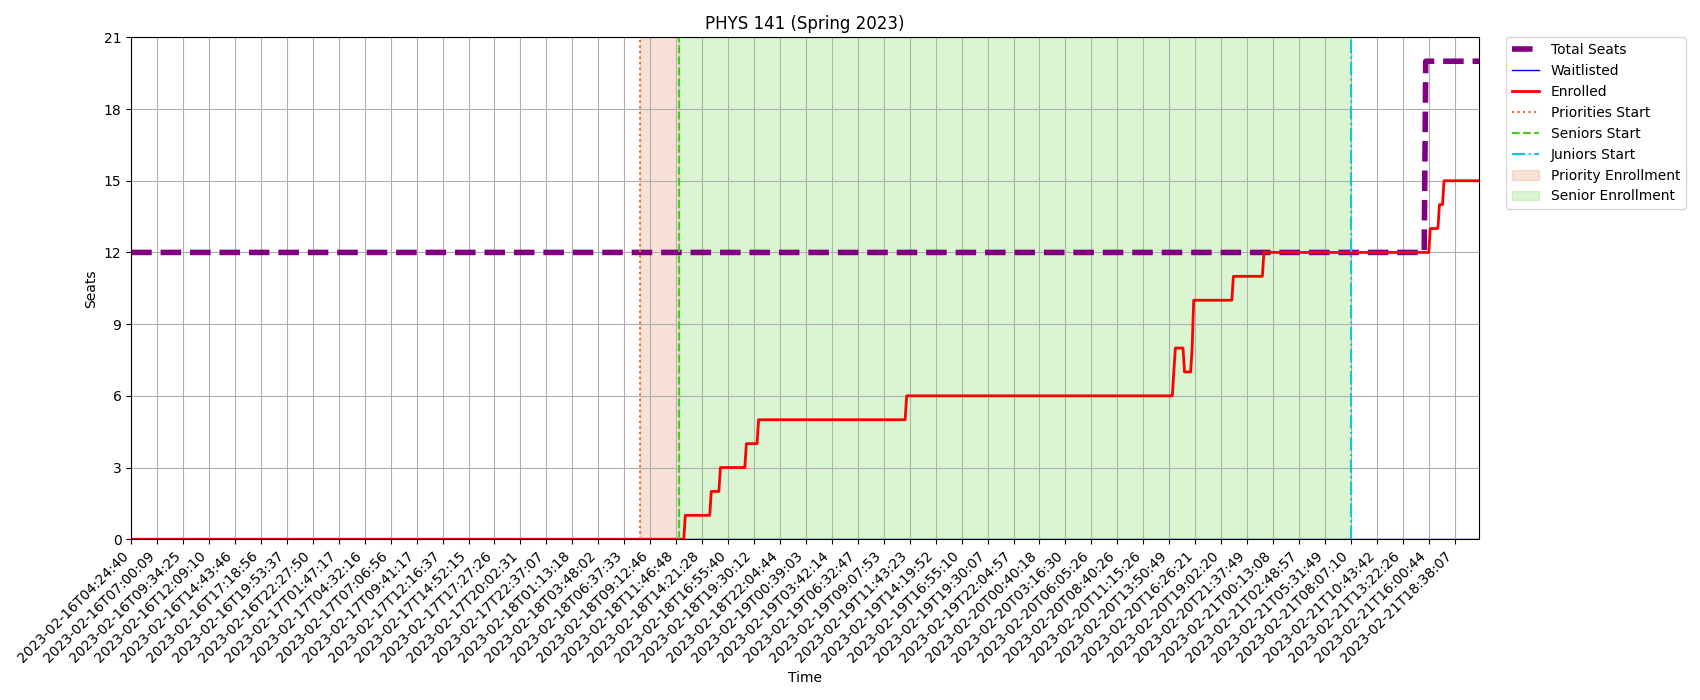 PHYS 141 (Spring 2023)
21
18
15
12
9
6
3
0
Seats
2023-02-16T04:24:40
2023-02-16T07:00:09
2023-02-16T09:34:25
2023-02-16T12:09:10
2023-02-16T14:43:46
2023-02-16T17:18:56
2023-02-16T19:53:37
2023-02-16T22:27:50
2023-02-17T01:47:17
2023-02-17T04:32:16
2023-02-17T07:06:56
2023-02-17T09:41:17
2023-02-17T12:16:37
2023-02-17T14:52:15
2023-02-17T17:27:26
2023-02-17T20:02:31
2023-02-17T22:37:07
2023-02-18T01:13:18
2023-02-18T03:48:02
2023-02-18T06:37:33
2023-02-18T09:12:46
2023-02-18T11:46:48
2023-02-18T14:21:28
2023-02-18T16:55:40
2023-02-18T19:30:12
2023-02-18T22:04:44
2023-02-19T00:39:03
2023-02-19T03:42:14
2023-02-19T06:32:47
2023-02-19T09:07:53
2023-02-19T11:43:23
2023-02-19T14:19:52
2023-02-19T16:55:10
2023-02-19T19:30:07
2023-02-19T22:04:57
2023-02-20T00:40:18
2023-02-20T03:16:30
2023-02-20T06:05:26
2023-02-20T08:40:26
2023-02-20T11:15:26
2023-02-20T13:50:49
2023-02-20T16:26:21
2023-02-20T19:02:20
2023-02-20T21:37:49
2023-02-21T00:13:08
2023-02-21T02:48:57
2023-02-21T05:31:49
2023-02-21T08:07:10
2023-02-21T10:43:42
2023-02-21T13:22:26
2023-02-21T16:00:44
2023-02-21T18:38:07
Time
Total Seats
Waitlisted
Enrolled
Priorities Start
Seniors Start
Juniors Start
Priority Enrollment
Senior Enrollment